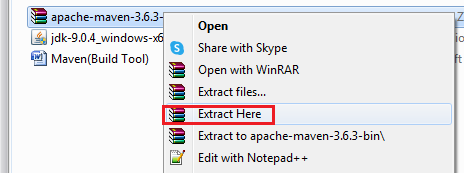 apache-maven-3.6.3-
Open
jdk-9.0.4_windows-x6
Share with Skype
Maven(Build Tool)
Open with WinRAR
Extract files...
Extract Here
Extract to apache-maven-3.6.3-bin\
Edit with Notepad++